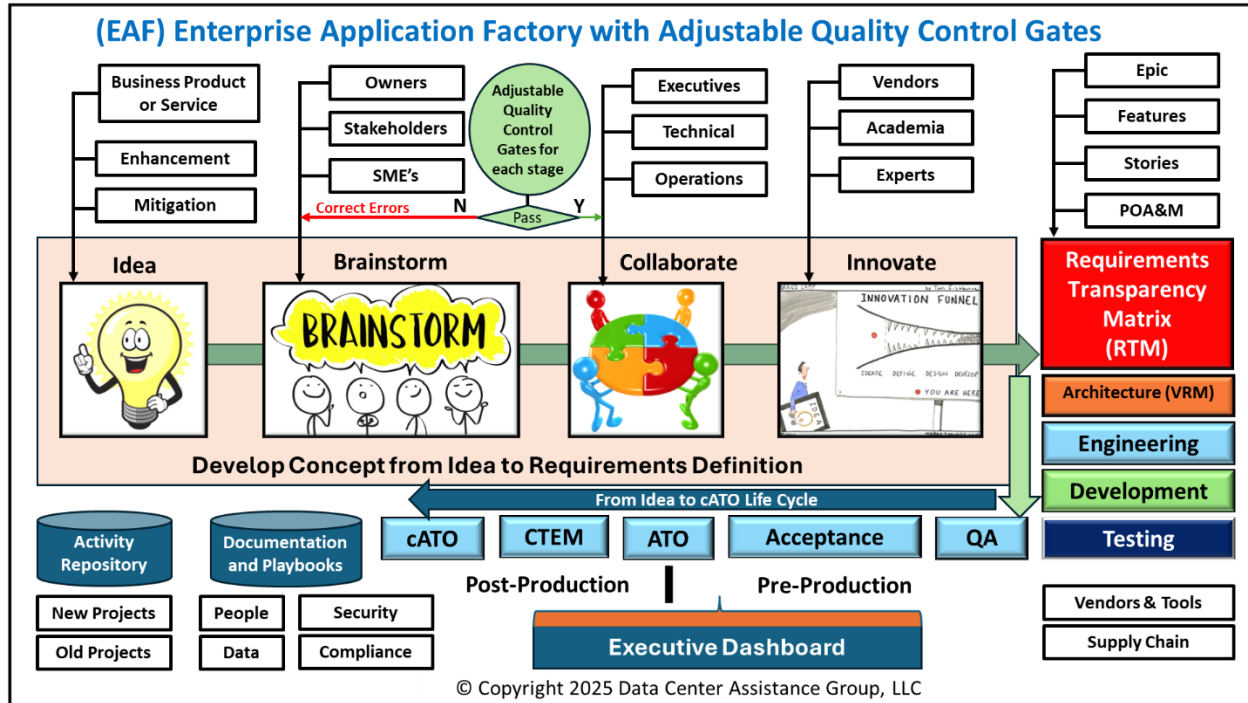 (EAF) Enterprise Application Factory with Adjustable Quality Control Gates
Business Product
or Service
Enhancement
Mitigation
Owners
Stakeholders
SME's
Adjustable
Quality
Control
Gates for
each stage
Correct Errors
N
Pass
Y
Executives
Technical
Operations
Vendors
Academia
Experts
Epic
Features
Stories
POA&M
Idea
Brainstorm
Collaborate
Innovate
BRAINSTORM
INNOVATION FUNNEL
IDEATE DEFINE DESIGN DEVELOP
YOU ARE HERE
IDEA
Develop Concept from Idea to Requirements Definition
Requirements
Transparency
Matrix
(RTM)
Architecture (VRM)
Engineering
Development
Testing
From Idea to cATO Life Cycle
cATO
CTEM
ATO
Acceptance
QA
Post-Production
Pre-Production
Executive Dashboard
Activity
Repository
New Projects
Old Projects
Documentation
and Playbooks
People
Security
Data
Compliance
Vendors & Tools
Supply Chain
© Copyright 2025 Data Center Assistance Group, LLC